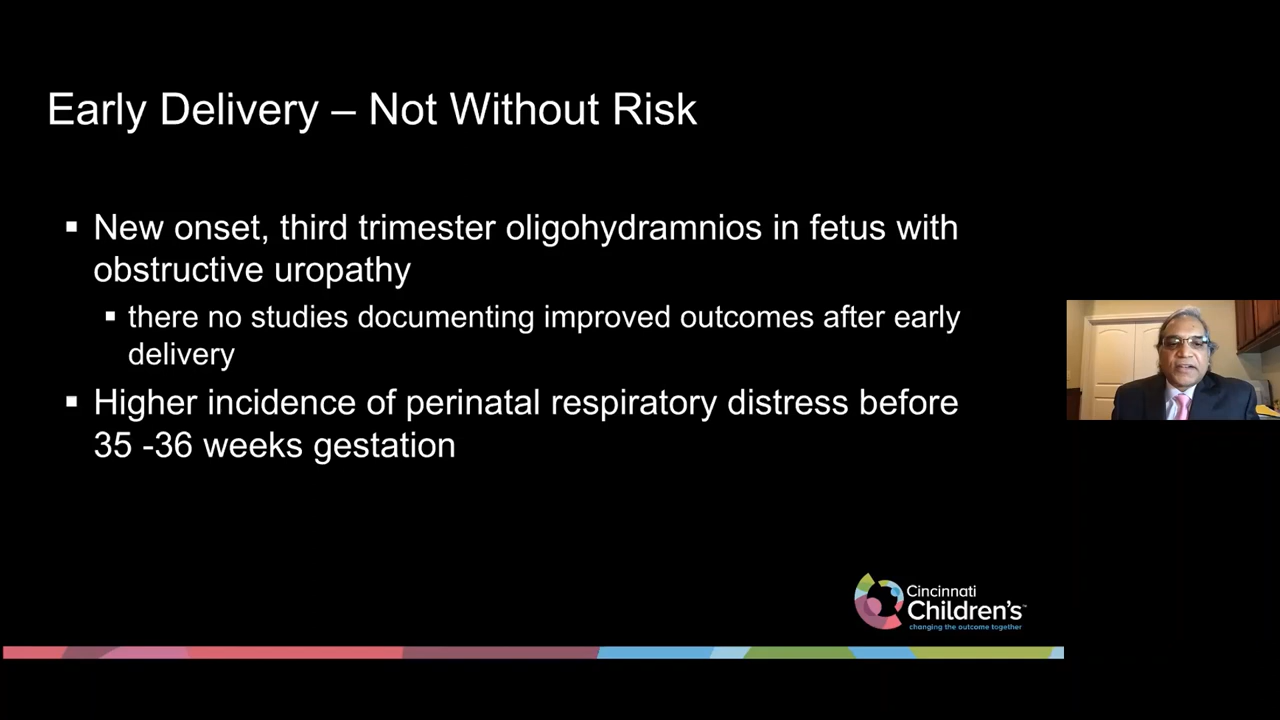 Early Delivery – Not Without Risk
▪ New onset, third trimester oligohydramnios in fetus with
obstructive uropathy
▪ there no studies documenting improved outcomes after early
delivery
▪ Higher incidence of perinatal respiratory distress before
35 -36 weeks gestation
Cincinnati
Children's™
changing the outcome together